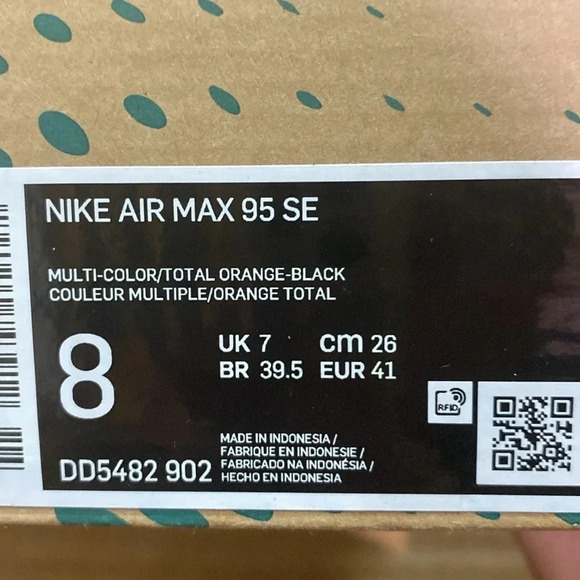 NIKE AIR MAX 95 SE
MULTI-COLOR/TOTAL ORANGE-BLACK
COULEUR MULTIPLE/ORANGE TOTAL
8
UK 7 cm 26
BR 39.5 EUR 41
RFID
DD5482 902
MADE IN INDONESIA /
FABRIQUE EN INDONESIE /
FABRICADO NA INDONÉSIA /
HECHO EN INDONESIA